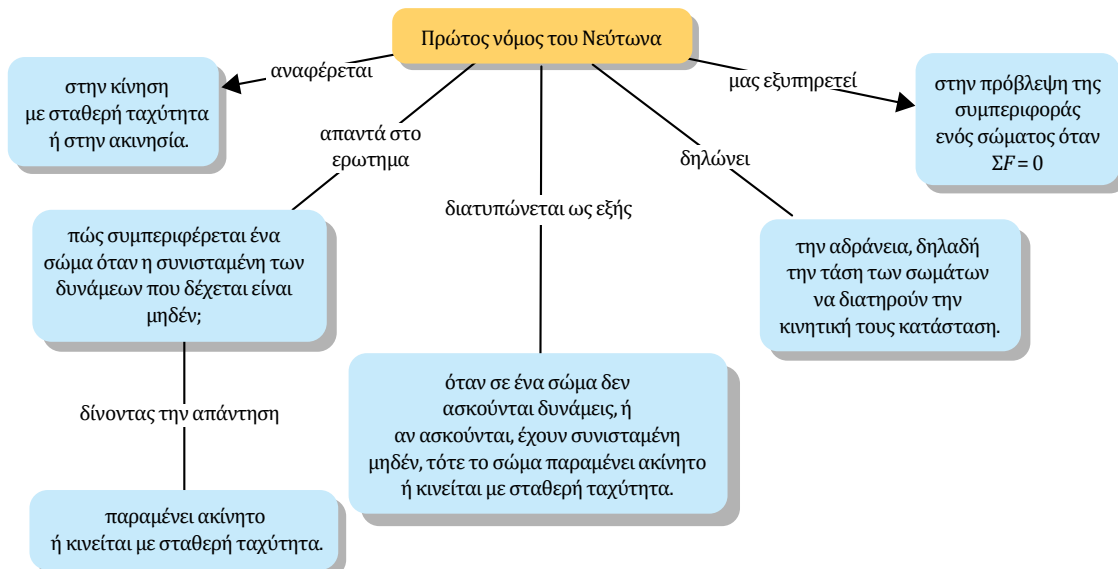 Πρώτος νόμος του Νεύτωνα
αναφέρεται
στην κίνηση
με σταθερή ταχύτητα
ή στην ακινησία.
απαντά στο
ερωτημα
πώς συμπεριφέρεται ένα
σώμα όταν η συνισταμένη των
δυνάμεων που δέχεται είναι
μηδέν;
δίνοντας την απάντηση
παραμένει ακίνητο
ή κινείται με σταθερή ταχύτητα.
διατυπώνεται ως εξής
όταν σε ένα σώμα δεν
ασκούνται δυνάμεις, ή
αν ασκούνται, έχουν συνισταμένη
μηδέν, τότε το σώμα παραμένει ακίνητο
ή κινείται με σταθερή ταχύτητα.
δηλώνει
την αδράνεια, δηλαδή
την τάση των σωμάτων
να διατηρούν την
κινητική τους κατάσταση.
μας εξυπηρετεί
στην πρόβλεψη της
συμπεριφοράς
ενός σώματος όταν
ΣF = 0